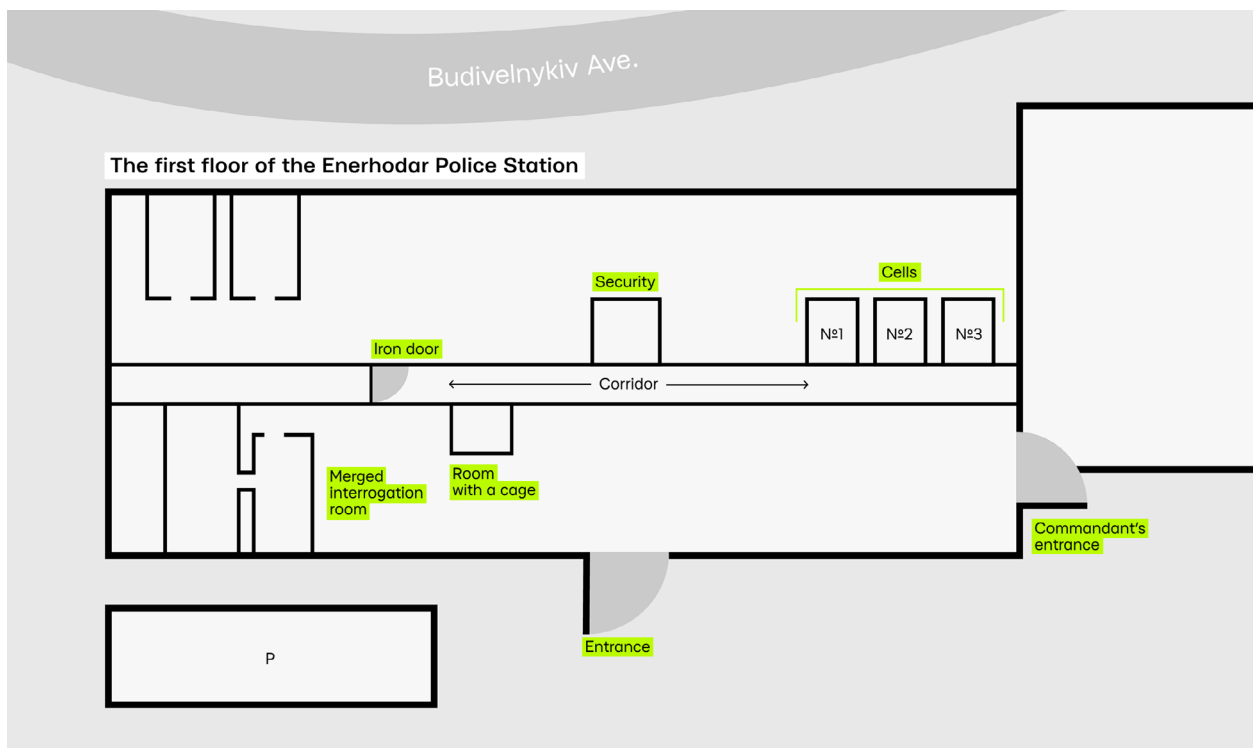 Budivelnykiv Ave.
The first floor of the Enerhodar Police Station
Cells
Security
№1
№2
№3
Iron door
Corridor
Merged
interrogation
room
Room
with a cage
Commandant's
entrance
Entrance
P